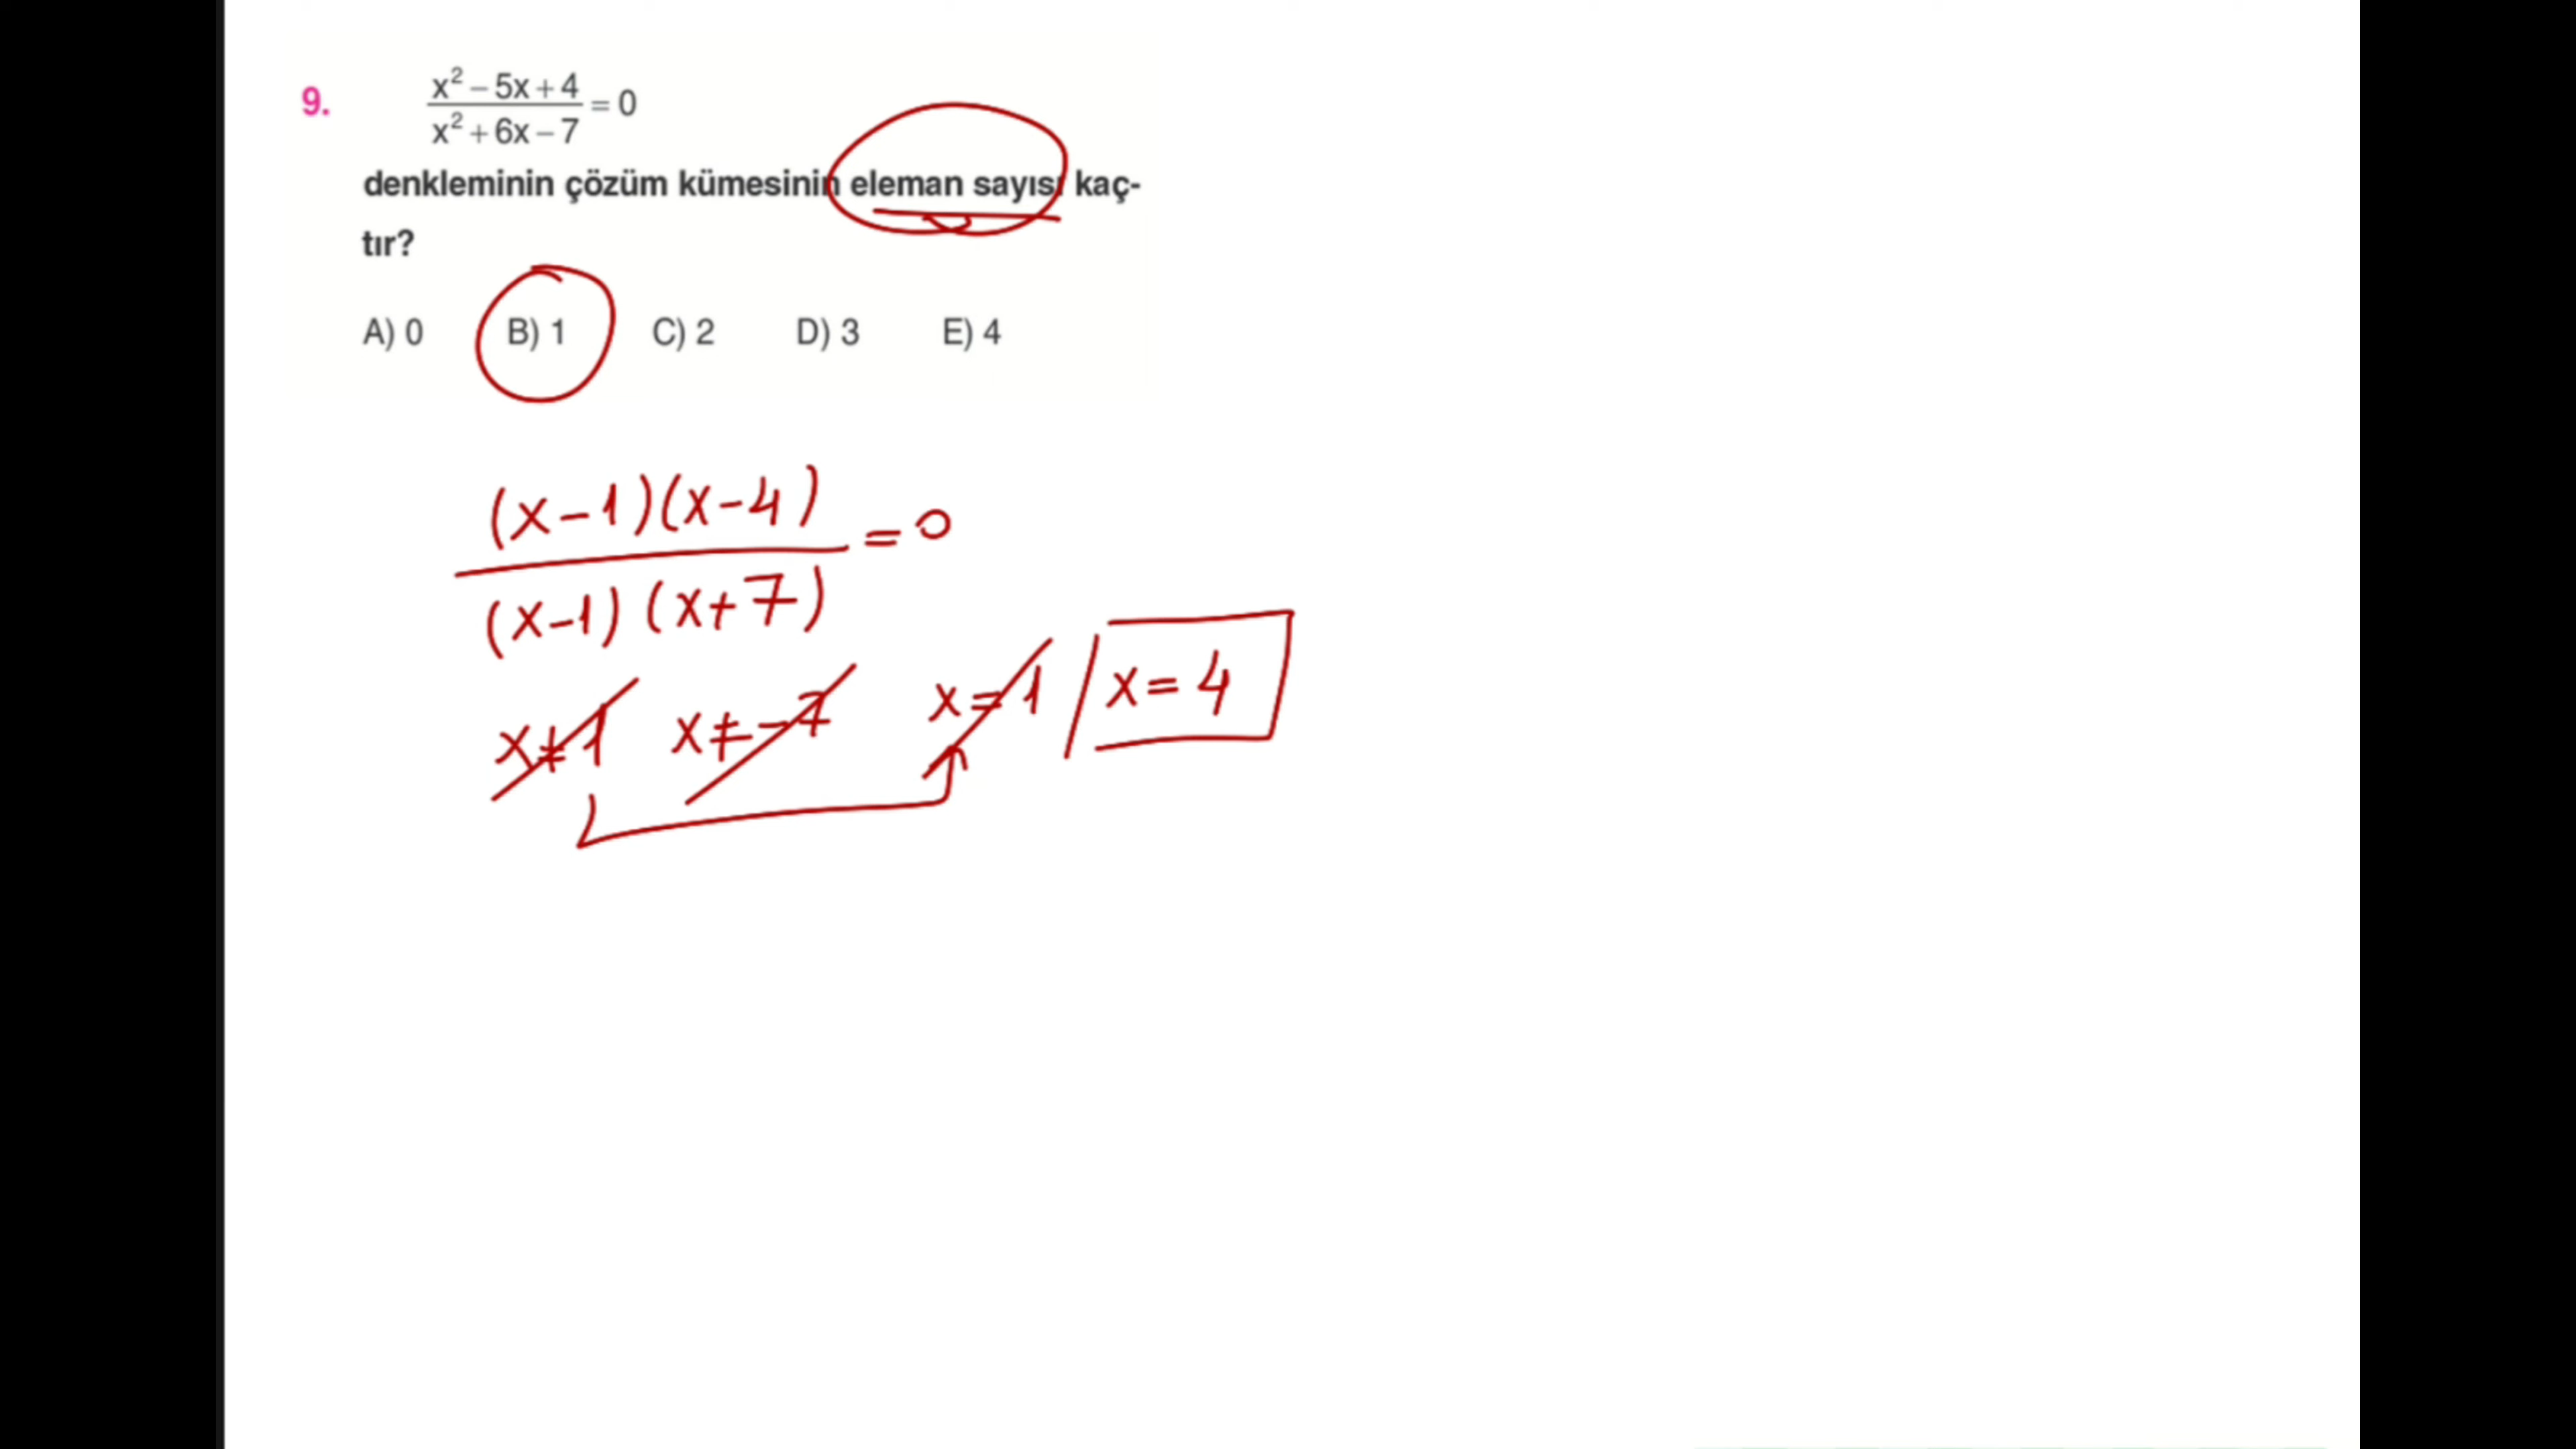 9. x² – 5x + 4 / x² + 6x – 7 = 0
denkleminin çözüm kümesinin eleman sayısı kaç-
tır?
A) 0 B) 1 C) 2 D) 3 E) 4
(x-1)(x-4) / (x-1)(x+7) = 0
x≠1 x≠-7 x=1 / x=4